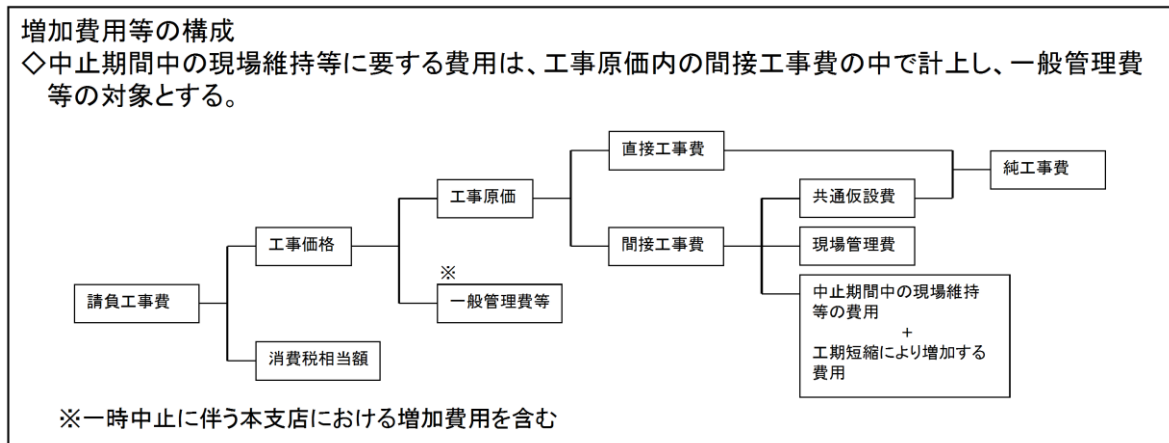 増加費用等の構成
◇中止期間中の現場維持等に要する費用は、工事原価内の間接工事費の中で計上し、一般管理費
等の対象とする。
直接工事費
純工事費
工事原価
共通仮設費
工事価格
間接工事費
現場管理費
※
請負工事費
一般管理費等
中止期間中の現場維持
等の費用
+
工期短縮により増加する
費用
消費税相当額
※一時中止に伴う本支店における増加費用を含む